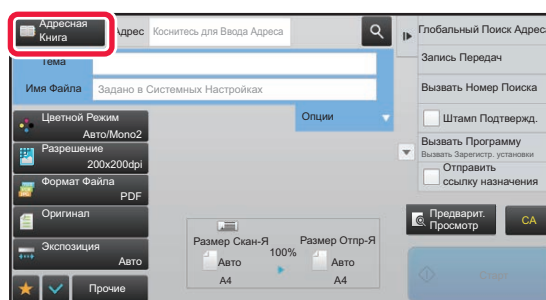 Адресная
Книга
Адрес
Коснитесь для Ввода Адреса
Тема
Имя Файла
Задано в Системных Настройках
Опции
Цветной Режим
Авто/Mono2
Разрешение
200x200dpi
Формат Файла
PDF
Оригинал
Экспозиция
Авто
Прочие
Размер Скан-Я
Авто
A4
100%
Размер Отпр-Я
Авто
A4
Глобальный Поиск Адреса
Запись Передач
Вызвать Номер Поиска
Штамп Подтвержд.
Вызвать Программу
Вызвать Зарегистр. установки
Отправить
ссылку назначения
Предварит.
Просмотр
CA
Старт